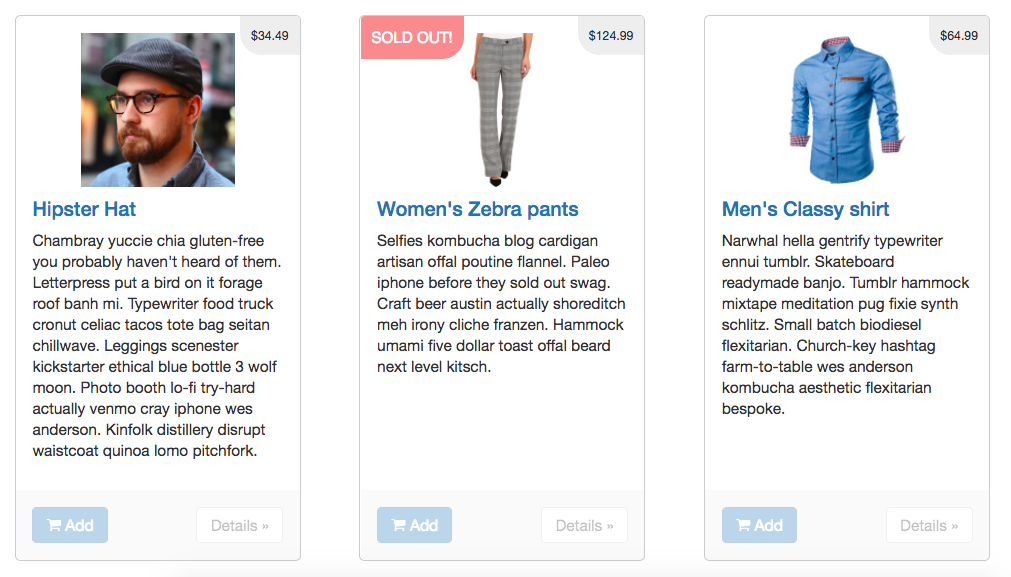 $34.49
Hipster Hat
Chambray yuccie chia gluten-free
you probably haven't heard of them.
Letterpress put a bird on it forage
roof banh mi. Typewriter food truck
cronut celiac tacos tote bag seitan
chillwave. Leggings scenester
kickstarter ethical blue bottle 3 wolf
moon. Photo booth lo-fi try-hard
actually venmo cray iphone wes
anderson. Kinfolk distillery disrupt
waistcoat quinoa lomo pitchfork.
Add
Details »
SOLD OUT!
$124.99
Women's Zebra pants
Selfies kombucha blog cardigan
artisan offal poutine flannel. Paleo
iphone before they sold out swag.
Craft beer austin actually shoreditch
meh irony cliche franzen. Hammock
umami five dollar toast offal beard
next level kitsch.
Add
Details »
$64.99
Men's Classy shirt
Narwhal hella gentrify typewriter
ennui tumblr. Skateboard
readymade banjo. Tumblr hammock
mixtape meditation pug fixie synth
schlitz. Small batch biodiesel
flexitarian. Church-key hashtag
farm-to-table wes anderson
kombucha aesthetic flexitarian
bespoke.
Add
Details »